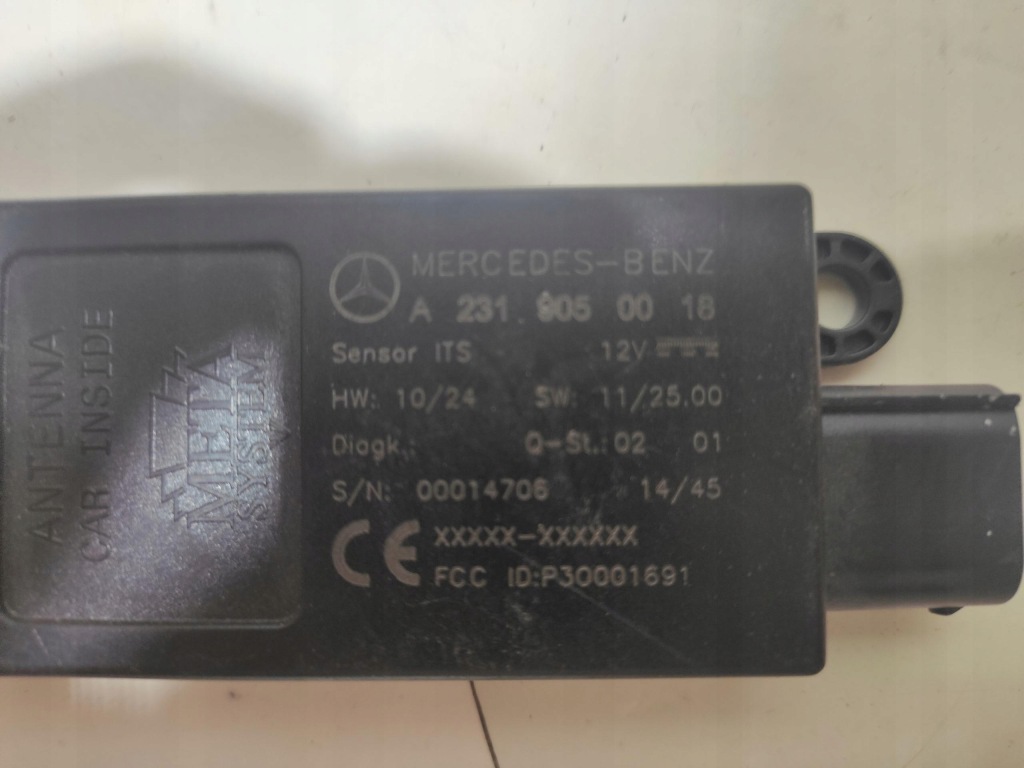 MERCEDES-BENZ
A 231 905 00 18
Sensor ITS 12V
HW: 10/24 SW: 11/25.00
Diagk.: Q-St.: 02 01
S/N: 00014706 14/45
CE XXXXX-XXXXXX
FCC ID:P30001691
ANTENNA
CAR INSIDE
META
SYSTEM